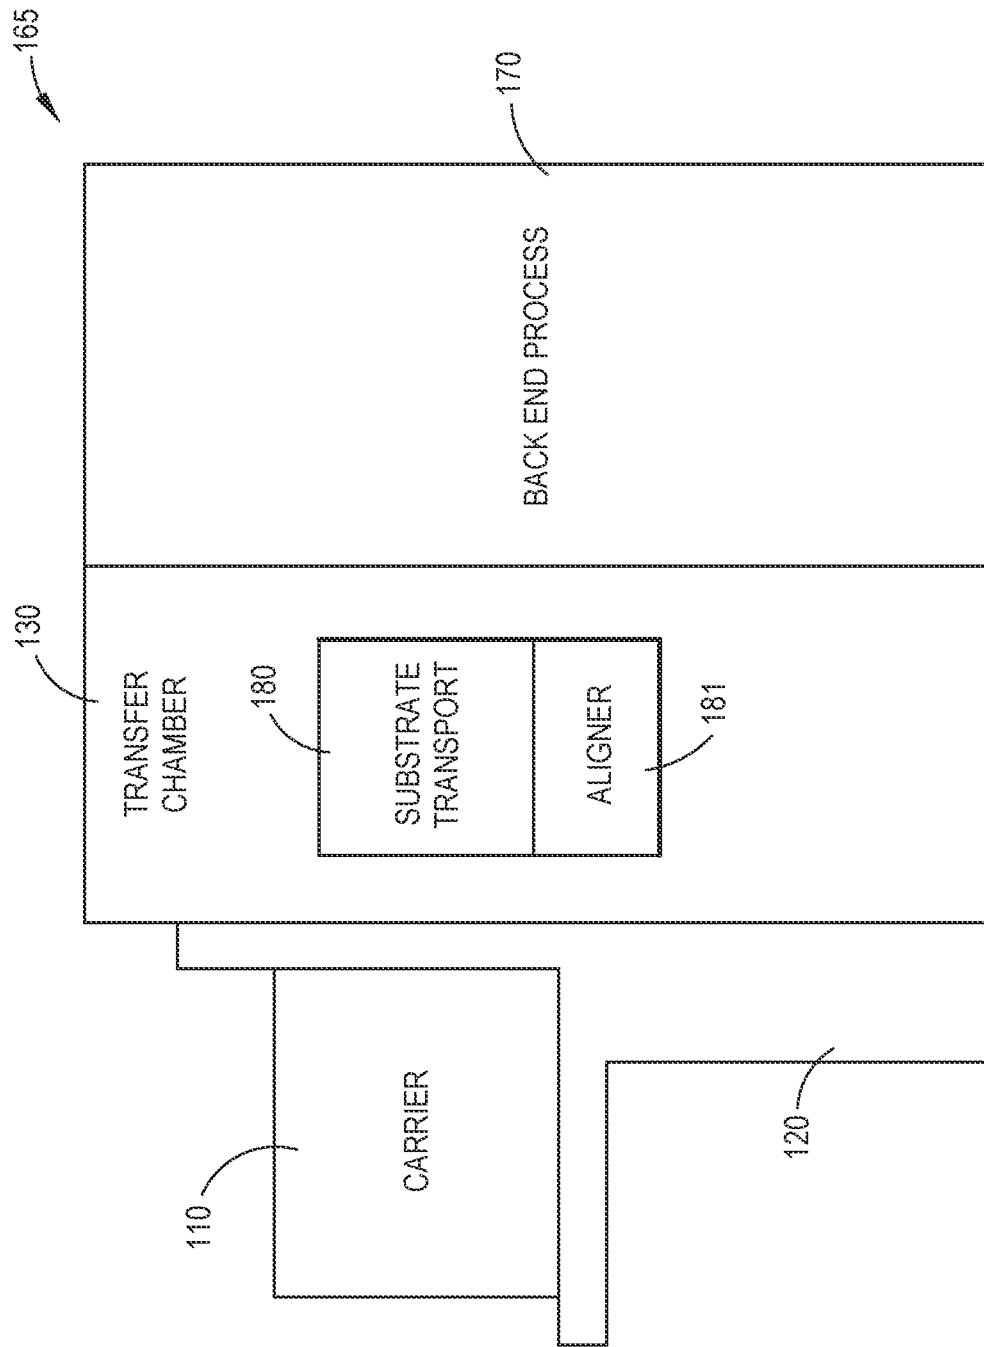 130
165
TRANSFER
CHAMBER
110
180
CARRIER
SUBSTRATE
TRANSPORT
170
BACK END PROCESS
ALIGNER
181
120